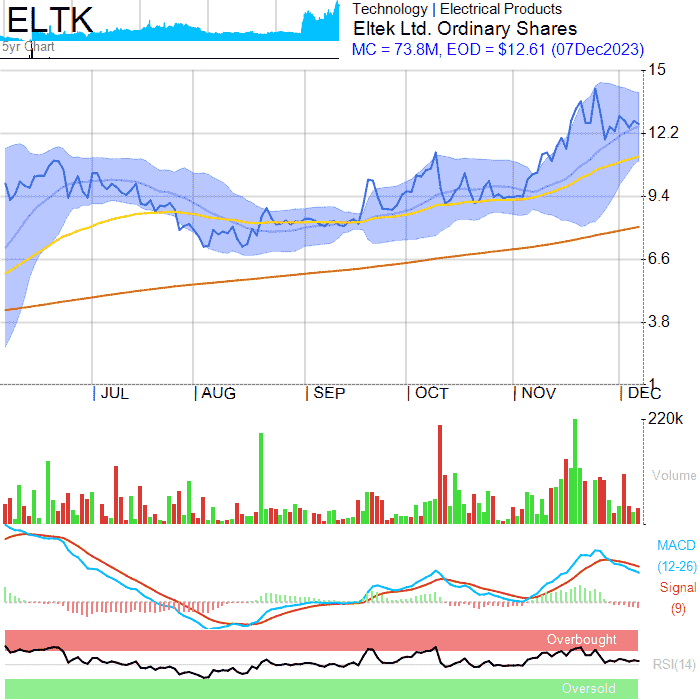 ELTK
5yr Chart
Technology | Electrical Products
Eltek Ltd. Ordinary Shares
MC = 73.8M, EOD = $12.61 (07Dec2023)
15
12.2
9.4
6.6
3.8
1
JUL AUG SEP OCT NOV DEC
220k
Volume
MACD
(12-26)
Signal
(9)
Overbought
RSI(14)
Oversold